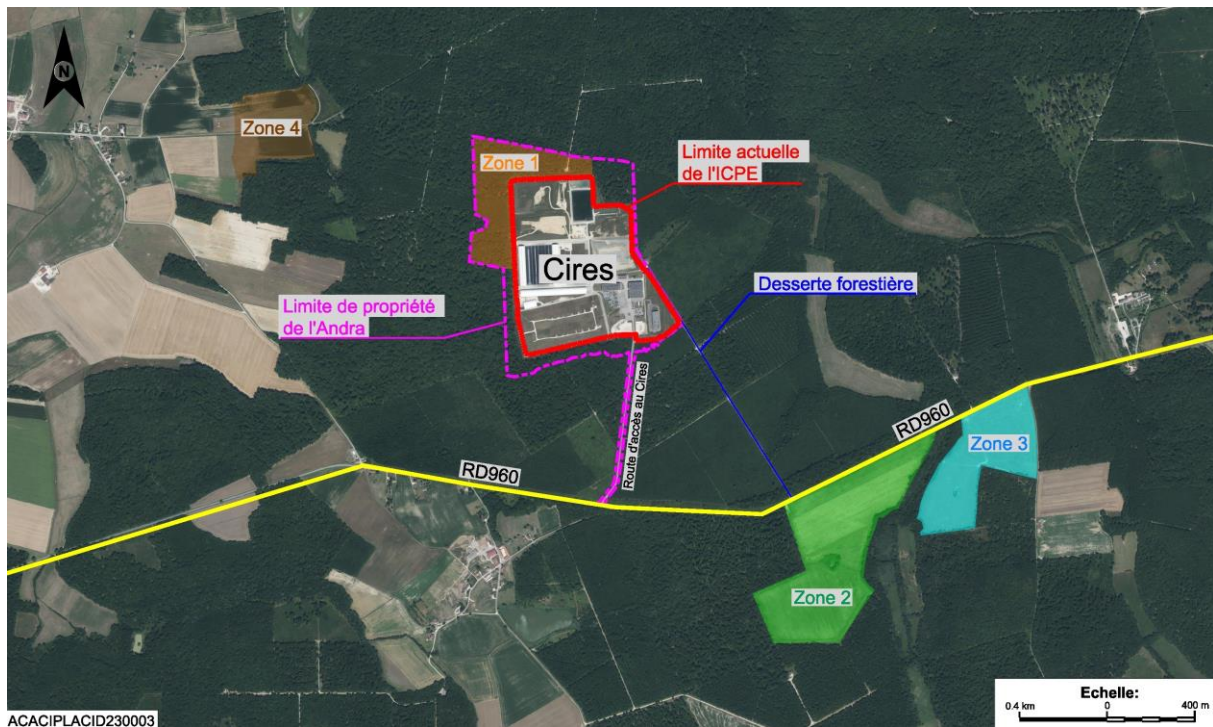 N
Zone 4
Zone 1
Limite actuelle
de l'ICPE
Cires
Desserte forestière
Limite de propriété
de l'Andra
Route d'accès au Cires
RD960
RD960
Zone 3
Zone 2
Echelle:
0.4 km
0
400 m
ACACIPLACID230003